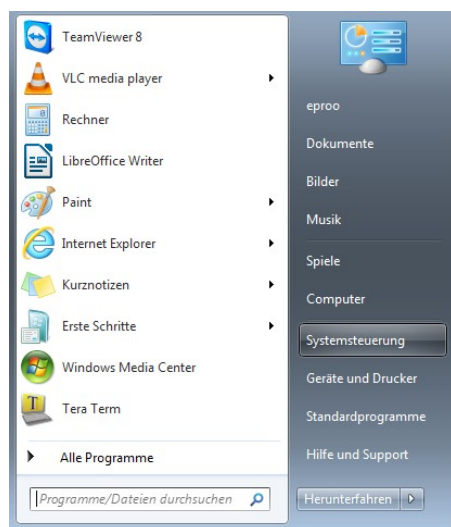 TeamViewer 8
VLC media player
Rechner
LibreOffice Writer
Paint
Internet Explorer
Kurznotizen
Erste Schritte
Windows Media Center
Tera Term
Alle Programme
Programme/Dateien durchsuchen
eproo
Dokumente
Bilder
Musik
Spiele
Computer
Systemsteuerung
Geräte und Drucker
Standardprogramme
Hilfe und Support
Herunterfahren